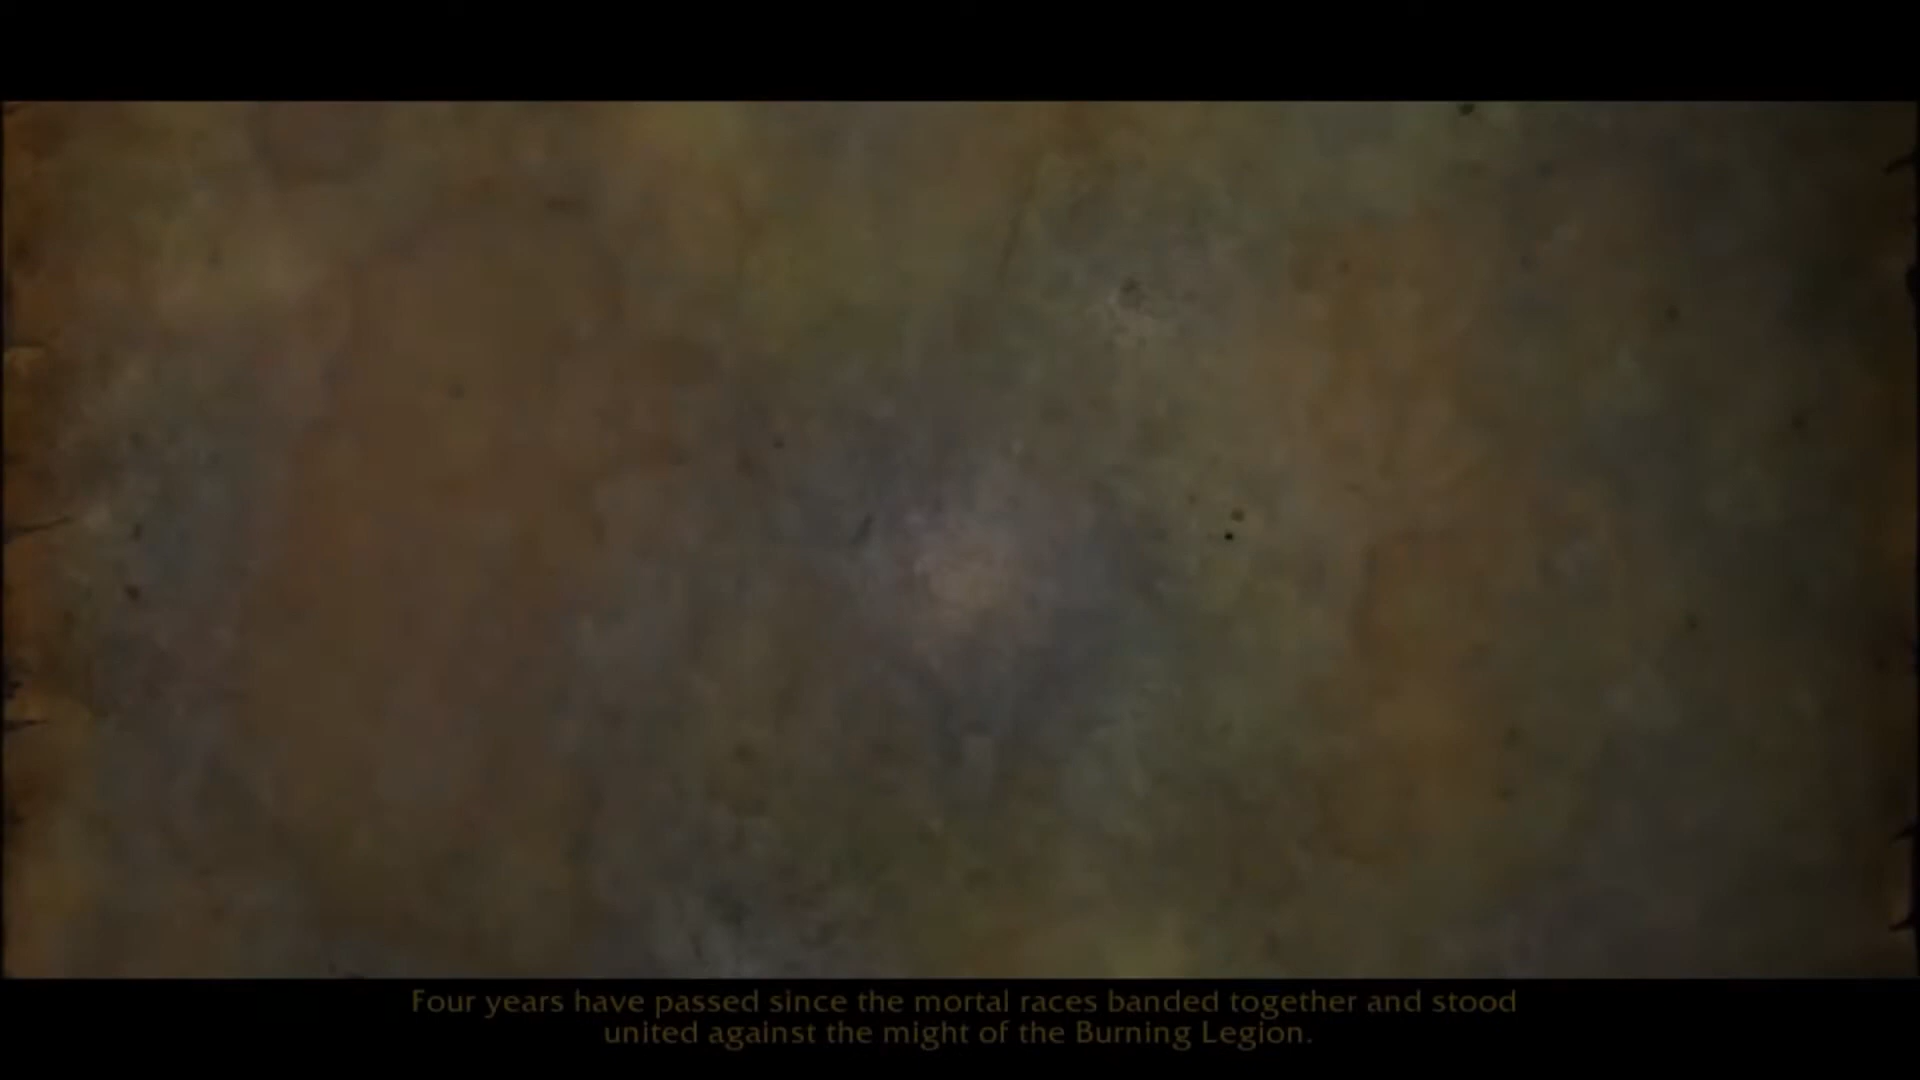 Four years have passed since the mortal races banded together and stood
united against the might of the Burning Legion.